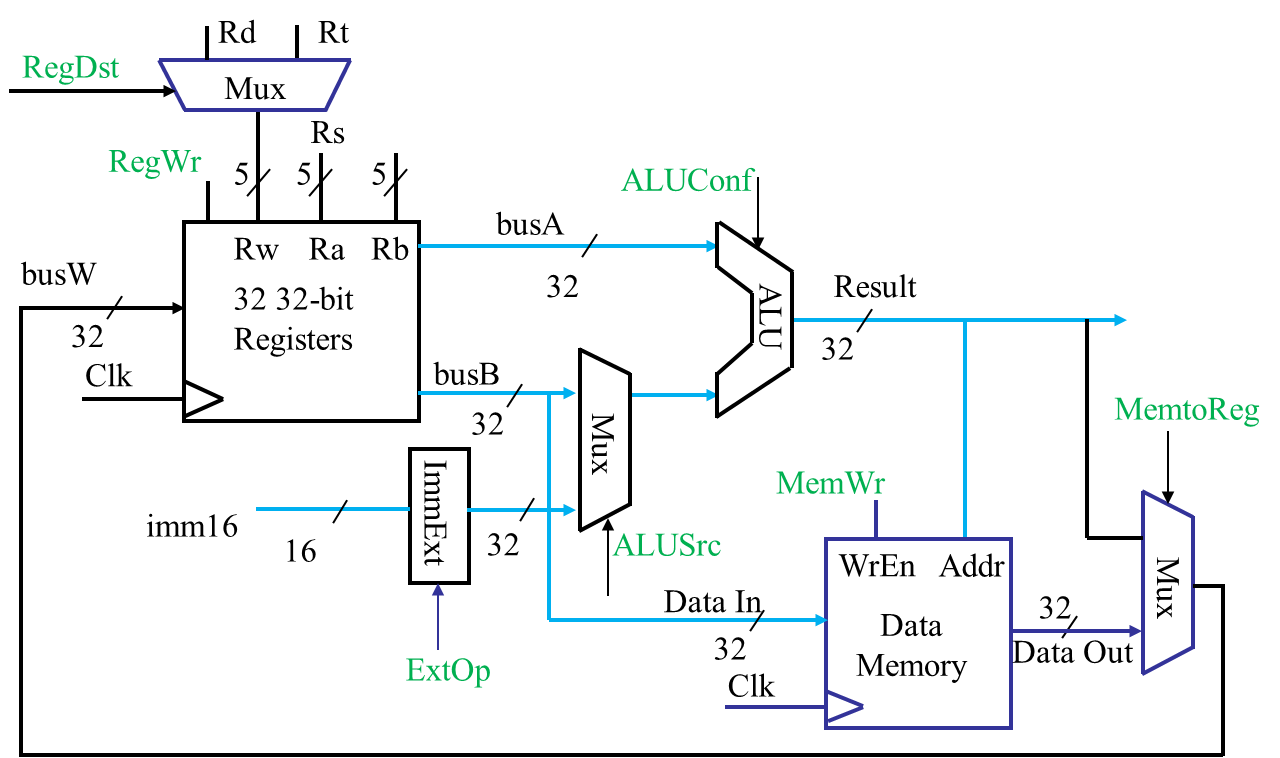 Rd Rt
RegDst
Mux
Rs
RegWr
5 5 5
ALUConf
busA
Rw Ra Rb
busW
32
32 32-bit
Registers
32
ALU
Result
32
Clk
busB
32
Mux
MemtoReg
ImmExt
imm16
16
32
ALUSrc
MemWr
WrEn Addr
Data In
32
Data
Memory
32
Data Out
Mux
ExtOp
Clk